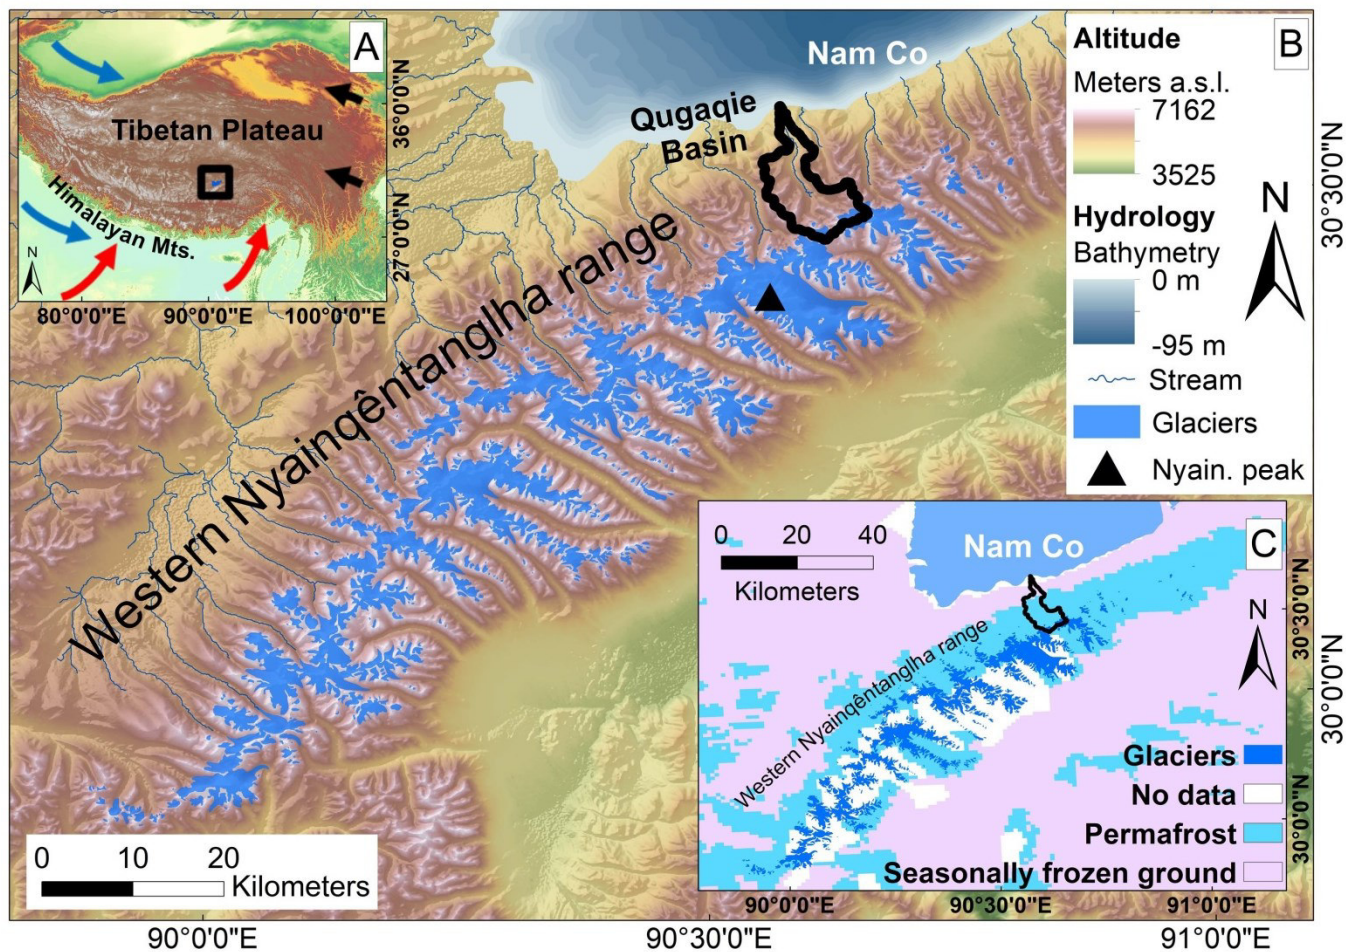 A
Tibetan Plateau
Himalayan Mts.
N
36°0'0"N
27°0'0"N
80°0'0"E
90°0'0"E
100°0'0"E
B
Nam Co
Qugaqie
Basin
Western Nyainqêntanglha range
Altitude
Meters a.s.l.
7162
3525
Hydrology
Bathymetry
0 m
-95 m
Stream
Glaciers
Nyain. peak
N
30°30'0"N
30°0'0"N
0
10
20
Kilometers
90°0'0"E
90°30'0"E
91°0'0"E
C
0
20
40
Kilometers
Nam Co
Western Nyainqêntanglha range
N
Glaciers
No data
Permafrost
Seasonally frozen ground
30°30'0"N
30°0'0"N
90°0'0"E
90°30'0"E
91°0'0"E